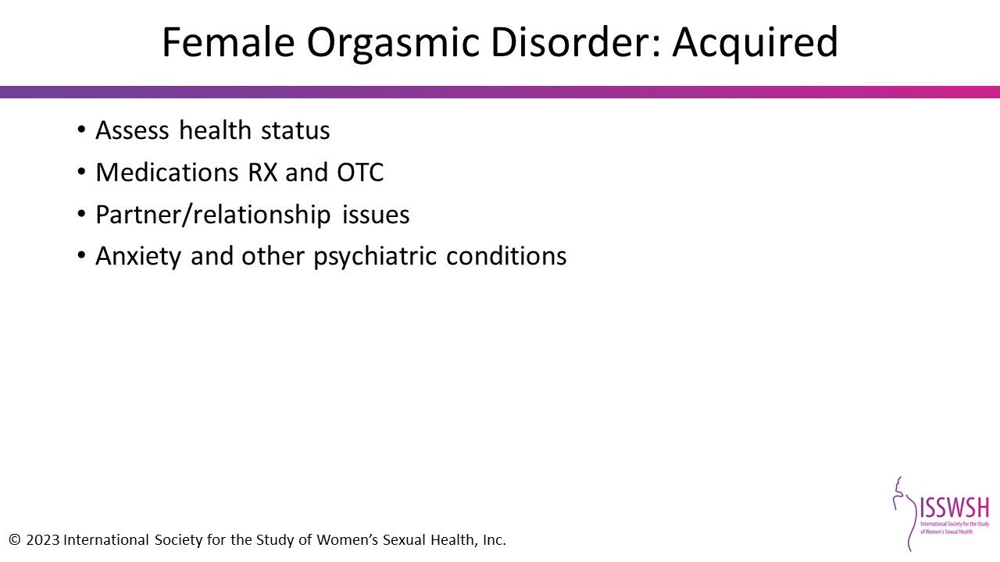 Female Orgasmic Disorder: Acquired
• Assess health status
• Medications RX and OTC
• Partner/relationship issues
• Anxiety and other psychiatric conditions
ISSWSH
International Society for the Study
of Women's Sexual Health
© 2023 International Society for the Study of Women’s Sexual Health, Inc.